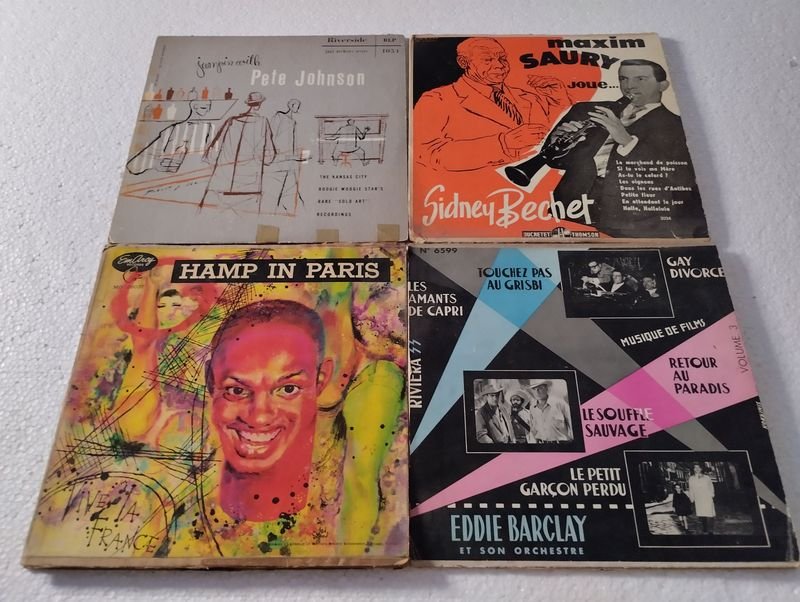 Riverside
RLP
1054
jumpin' with
Pete Johnson
THE KANSAS CITY
BOOGIE WOOGIE STAR'S
RARE "SOLO ART"
RECORDINGS
maxim
SAURY
joue...
Le marchand de poisson
Si tu vois ma Mère
As-tu le cafard ?
Les oignons
Dans les rues d'Antibes
Petite fleur
En attendant le jour
Halle, Halleluia
Sidney Bechet
DUCRETET THOMSON
EmArcy
HAMP IN PARIS
VIVE LA
FRANCE
N° 6599
LES
AMANTS
DE CAPRI
TOUCHEZ PAS
AU GRISBI
GAY
DIVORCE
MUSIQUE DE FILMS
VOLUME 3
RIVIERA
RETOUR
AU
PARADIS
LE SOUFFLE
SAUVAGE
LE PETIT
GARÇON PERDU
EDDIE BARCLAY
ET SON ORCHESTRE